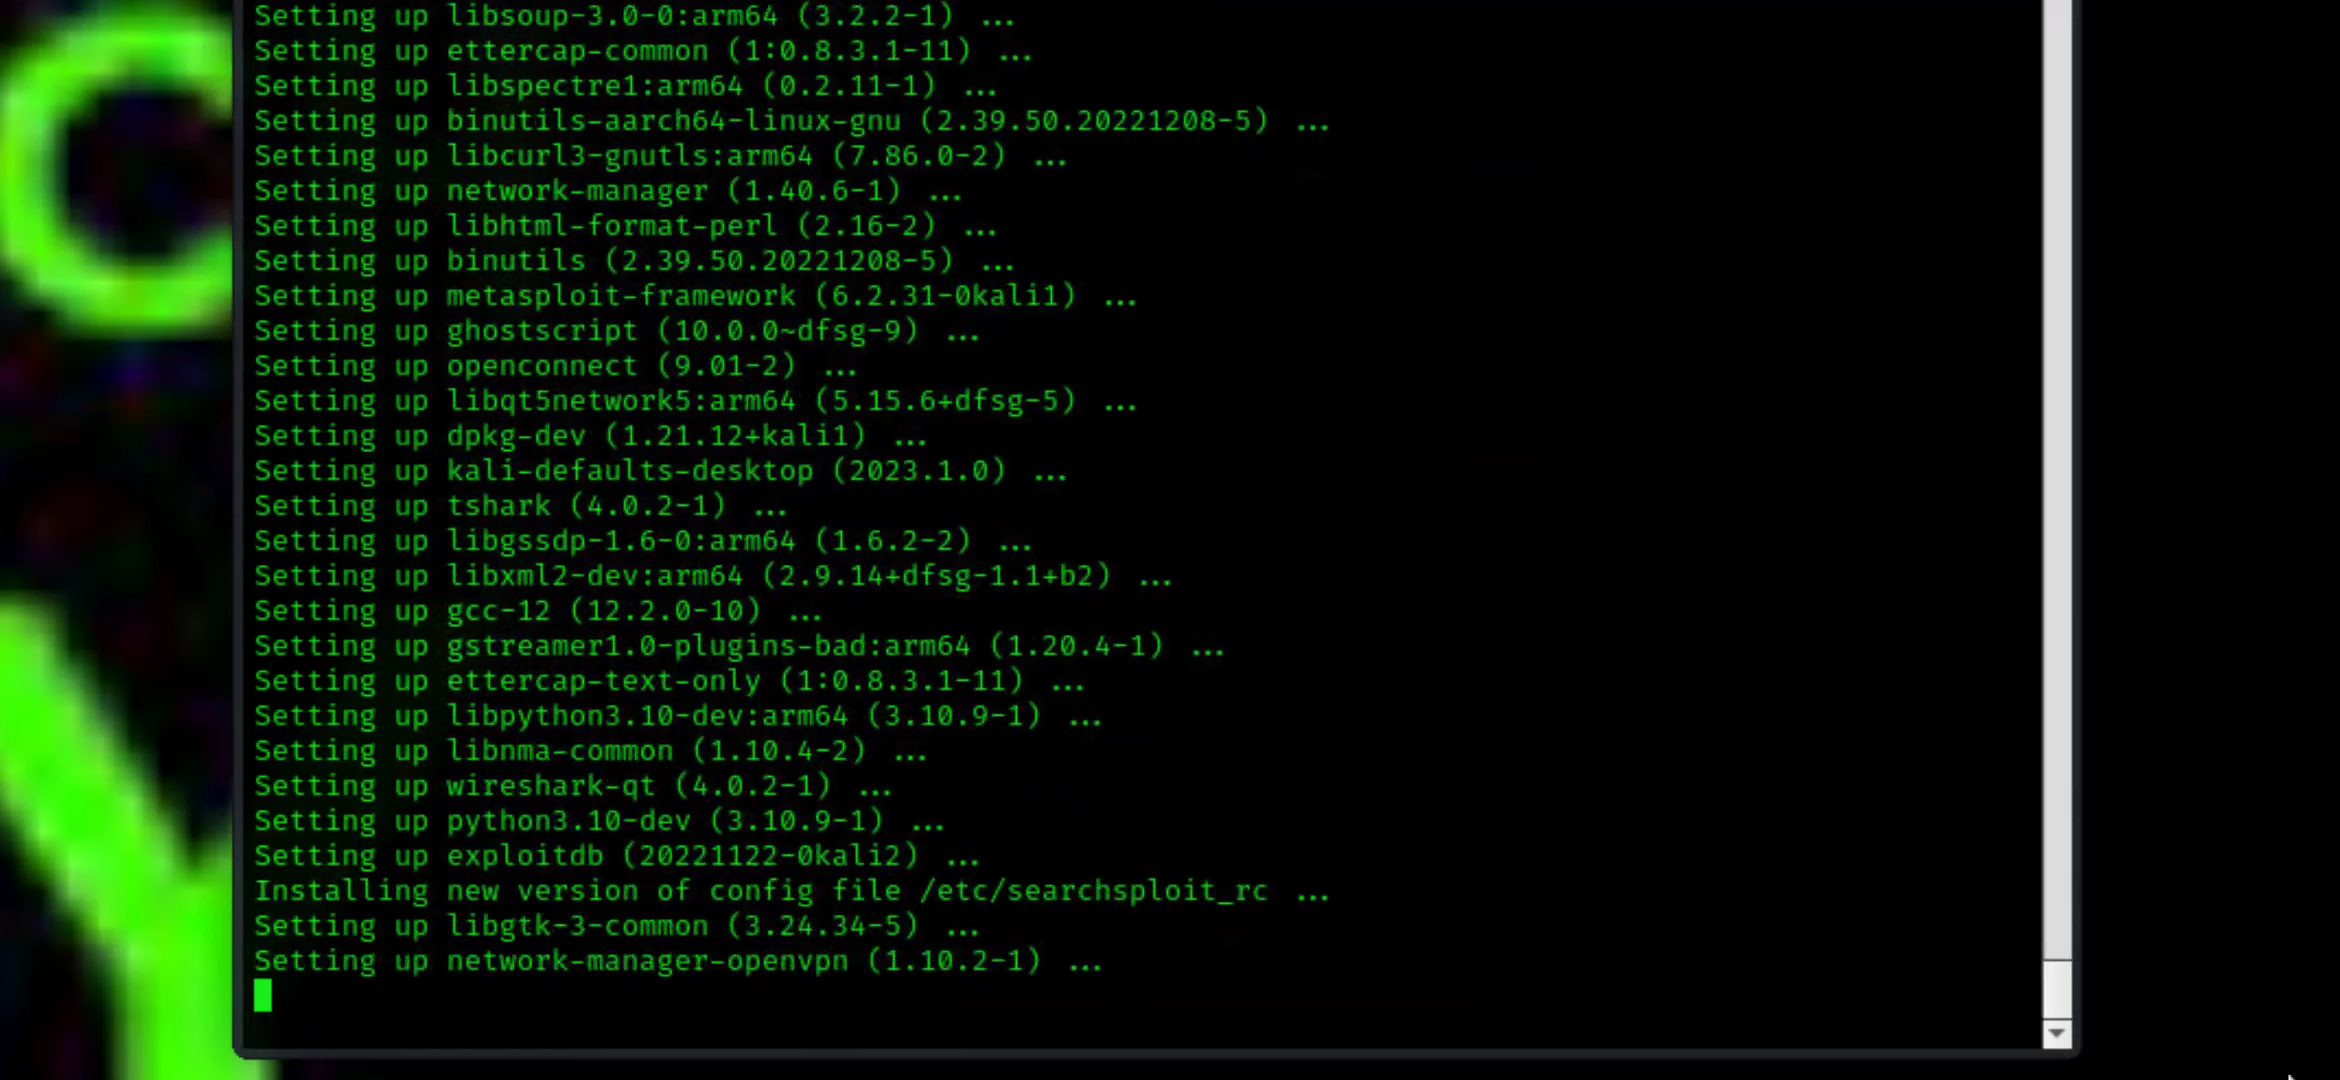 Setting up libsoup-3.0-0:arm64 (3.2.2-1) ...
Setting up ettercap-common (1:0.8.3.1-11) ...
Setting up libspectre1:arm64 (0.2.11-1) ...
Setting up binutils-aarch64-linux-gnu (2.39.50.20221208-5) ...
Setting up libcurl3-gnutls:arm64 (7.86.0-2) ...
Setting up network-manager (1.40.6-1) ...
Setting up libhtml-format-perl (2.16-2) ...
Setting up binutils (2.39.50.20221208-5) ...
Setting up metasploit-framework (6.2.31-0kali1) ...
Setting up ghostscript (10.0.0~dfsg-9) ...
Setting up openconnect (9.01-2) ...
Setting up libqt5network5:arm64 (5.15.6+dfsg-5) ...
Setting up dpkg-dev (1.21.12+kali1) ...
Setting up kali-defaults-desktop (2023.1.0) ...
Setting up tshark (4.0.2-1) ...
Setting up libgssdp-1.6-0:arm64 (1.6.2-2) ...
Setting up libxml2-dev:arm64 (2.9.14+dfsg-1.1+b2) ...
Setting up gcc-12 (12.2.0-10) ...
Setting up gstreamer1.0-plugins-bad:arm64 (1.20.4-1) ...
Setting up ettercap-text-only (1:0.8.3.1-11) ...
Setting up libpython3.10-dev:arm64 (3.10.9-1) ...
Setting up libnma-common (1.10.4-2) ...
Setting up wireshark-qt (4.0.2-1) ...
Setting up python3.10-dev (3.10.9-1) ...
Setting up exploitdb (20221122-0kali2) ...
Installing new version of config file /etc/searchsploit_rc ...
Setting up libgtk-3-common (3.24.34-5) ...
Setting up network-manager-openvpn (1.10.2-1) ...